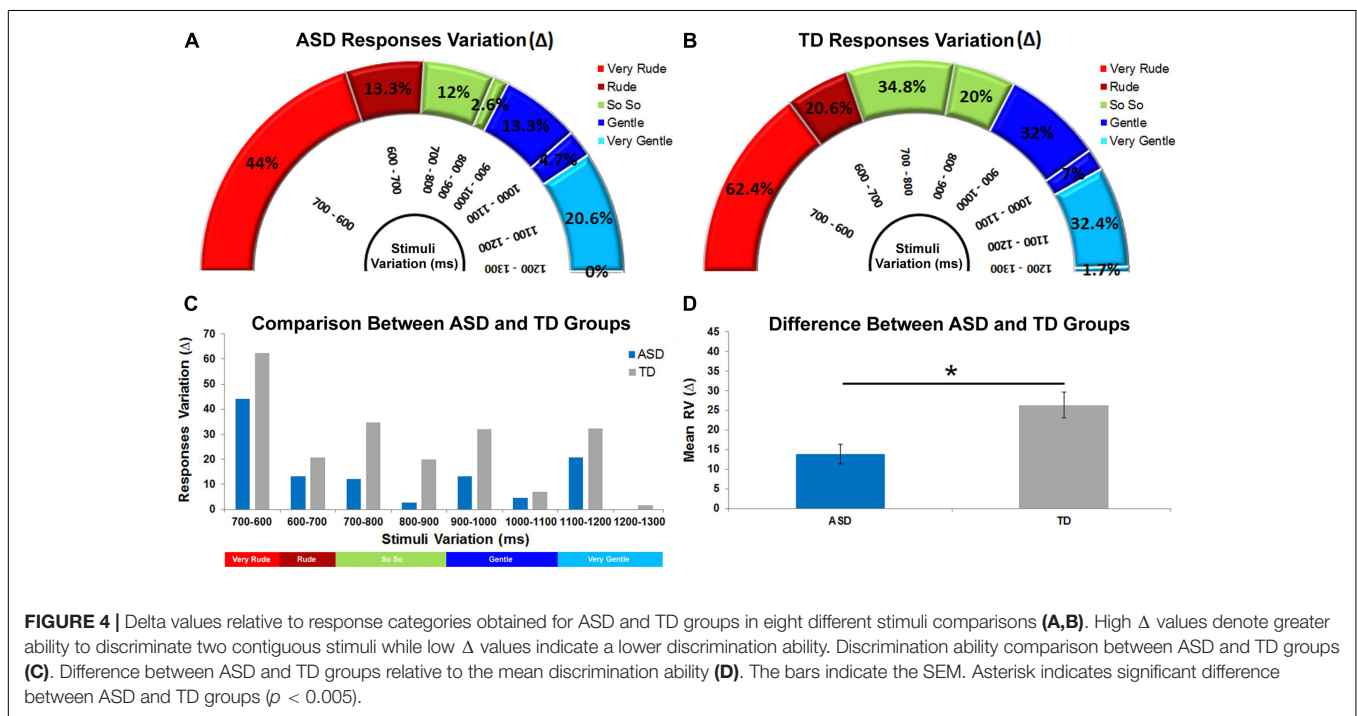 A
ASD Responses Variation (Δ)
Very Rude
Rude
So So
Gentle
Very Gentle
44%
13.3%
12%
2.6%
13.3%
4.7%
20.6%
0%
700 - 600
600 - 700
700 - 800
800 - 900
900 - 1000
1000 - 1100
1100 - 1200
1200 - 1300
Stimuli
Variation (ms)
B
TD Responses Variation (Δ)
Very Rude
Rude
So So
Gentle
Very Gentle
62.4%
20.6%
34.8%
20%
32%
7%
32.4%
1.7%
700 - 600
600 - 700
700 - 800
800 - 900
900 - 1000
1000 - 1100
1100 - 1200
1200 - 1300
Stimuli
Variation (ms)
C
Comparison Between ASD and TD Groups
ASD
TD
Responses Variation (Δ)
70
60
50
40
30
20
10
0
700-600 600-700 700-800 800-900 900-1000 1000-1100 1100-1200 1200-1300
Stimuli Variation (ms)
Very Rude Rude So So Gentle Very Gentle
D
Difference Between ASD and TD Groups
Mean RV (Δ)
45
40
35
30
25
20
15
10
5
0
*
ASD TD
FIGURE 4 | Delta values relative to response categories obtained for ASD and TD groups in eight different stimuli comparisons (A,B). High Δ values denote greater
ability to discriminate two contiguous stimuli while low Δ values indicate a lower discrimination ability. Discrimination ability comparison between ASD and TD groups
(C). Difference between ASD and TD groups relative to the mean discrimination ability (D). The bars indicate the SEM. Asterisk indicates significant difference
between ASD and TD groups (p < 0.005).